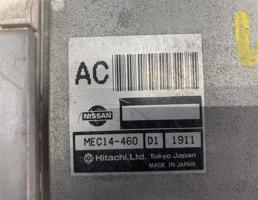 AC
NISSAN
MEC14-460 D1 1911
Hitachi, Ltd. Tokyo Japan
MADE IN JAPAN